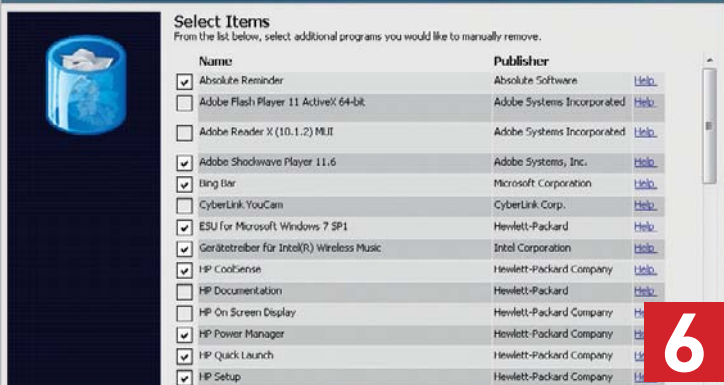 Select Items
From the list below, select additional programs you would like to manually remove.
Name Publisher
Absolute Reminder Absolute Software Help
Adobe Flash Player 11 ActiveX 64-bit Adobe Systems Incorporated Help
Adobe Reader X (10.1.2) MUI Adobe Systems Incorporated Help
Adobe Shockwave Player 11.6 Adobe Systems, Inc. Help
Bing Bar Microsoft Corporation Help
CyberLink YouCam CyberLink Corp. Help
ESU for Microsoft Windows 7 SP1 Hewlett-Packard Help
Gerätetreiber für Intel(R) Wireless Music Intel Corporation Help
HP CoolSense Hewlett-Packard Company Help
HP Documentation Hewlett-Packard Help
HP On Screen Display Hewlett-Packard Company
HP Power Manager Hewlett-Packard Company
HP Quick Launch Hewlett-Packard Company
HP Setup Hewlett-Packard Company
6